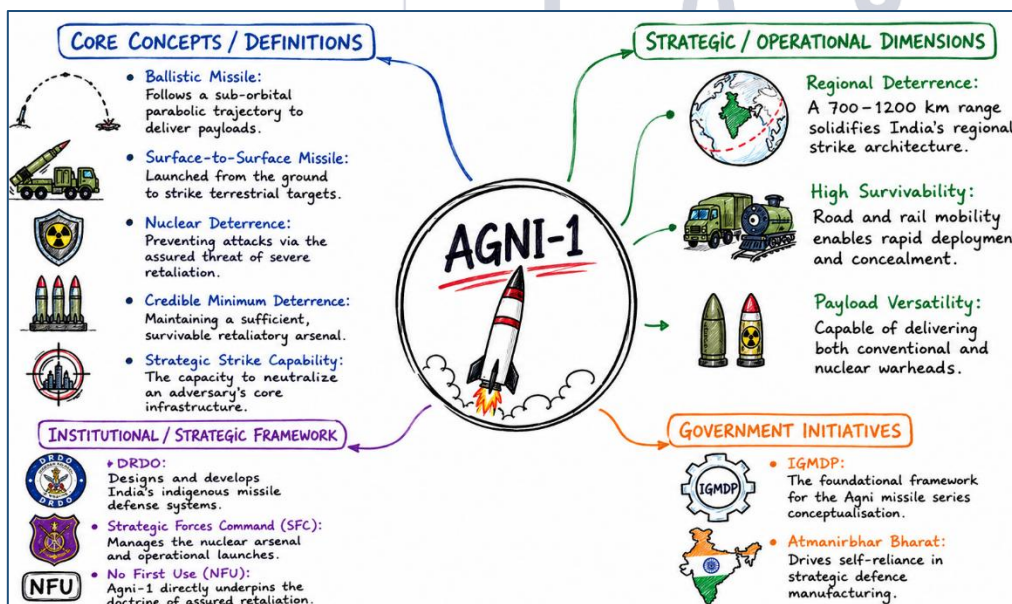 CORE CONCEPTS / DEFINITIONS
• Ballistic Missile:
Follows a sub-orbital
parabolic trajectory to
deliver payloads.
• Surface-to-Surface Missile:
Launched from the ground
to strike terrestrial targets.
• Nuclear Deterrence:
Preventing attacks via the
assured threat of severe
retaliation.
• Credible Minimum Deterrence:
Maintaining a sufficient,
survivable retaliatory arsenal.
• Strategic Strike Capability:
The capacity to neutralize
an adversary's core
infrastructure.
INSTITUTIONAL / STRATEGIC FRAMEWORK
DRDO
DRDO
DRDO:
Designs and develops
India's indigenous missile
defense systems.
• Strategic Forces Command (SFC):
Manages the nuclear arsenal
and operational launches.
NFU
• No First Use (NFU):
Agni-1 directly underpins the
doctrine of assured retaliation.
AGNI-1
STRATEGIC / OPERATIONAL DIMENSIONS
Regional Deterrence:
A 700-1200 km range
solidifies India's regional
strike architecture.
High Survivability:
Road and rail mobility
enables rapid deploymen
and concealment.
Payload Versatility:
Capable of delivering
both conventional and
nuclear warheads.
GOVERNMENT INITIATIVES
IGMDP
• IGMDP:
The foundational framework
for the Agni missile series
conceptualisation.
• Atmanirbhar Bharat:
Drives self-reliance in
strategic defence
manufacturing.